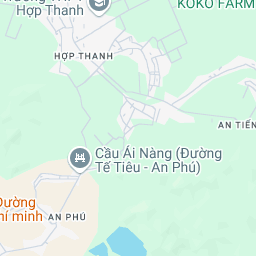 KOKO FARM
Hợp Thanh
HỢP THANH
AN TIẾN
Cầu Ái Nàng (Đường
Tế Tiêu - An Phú)
Đường
hí minh
AN PHÚ